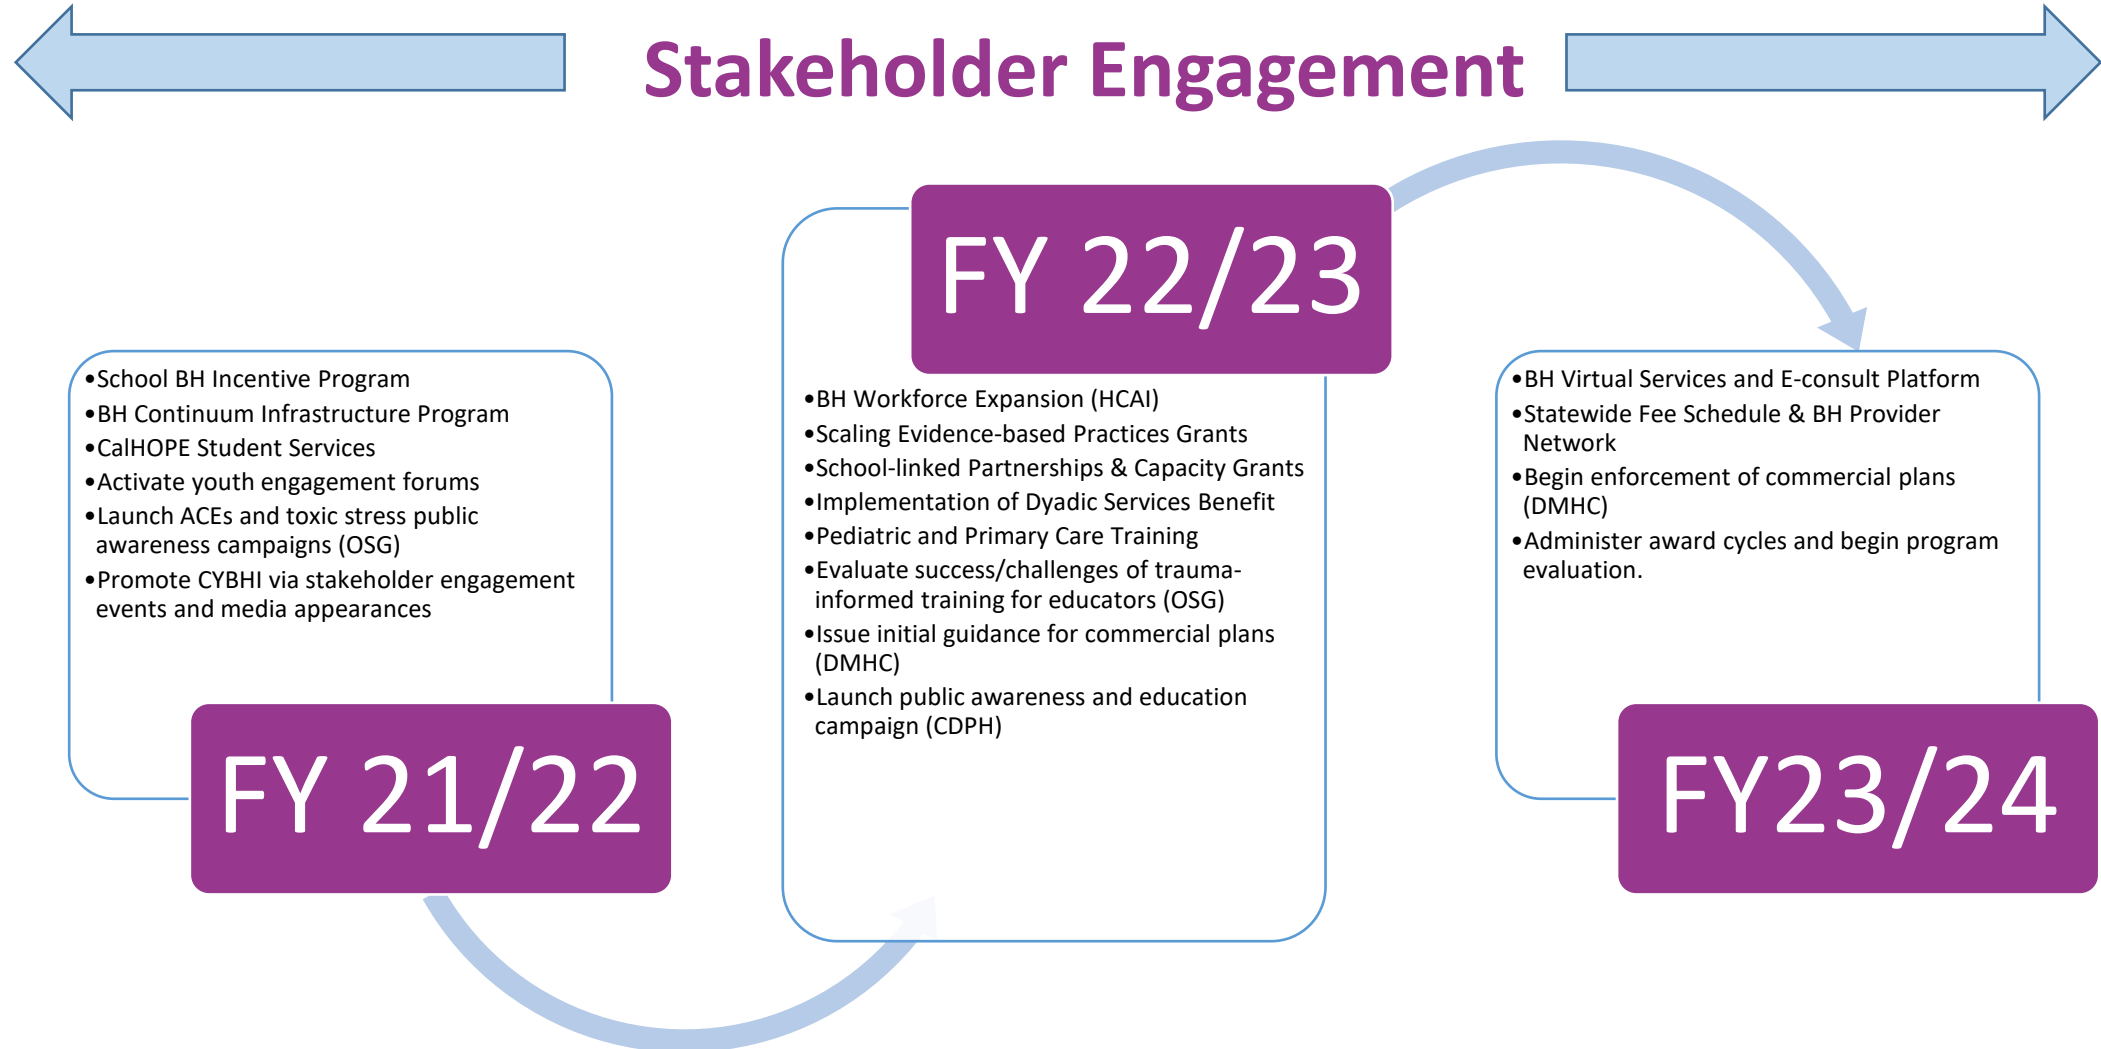 Stakeholder Engagement
•School BH Incentive Program
•BH Continuum Infrastructure Program
•CalHOPE Student Services
•Activate youth engagement forums
•Launch ACEs and toxic stress public
awareness campaigns (OSG)
•Promote CYBHI via stakeholder engagement
events and media appearances
FY 21/22
FY 22/23
•BH Workforce Expansion (HCAI)
•Scaling Evidence-based Practices Grants
•School-linked Partnerships & Capacity Grants
•Implementation of Dyadic Services Benefit
•Pediatric and Primary Care Training
•Evaluate success/challenges of trauma-
informed training for educators (OSG)
•Issue initial guidance for commercial plans
(DMHC)
•Launch public awareness and education
campaign (CDPH)
•BH Virtual Services and E-consult Platform
•Statewide Fee Schedule & BH Provider
Network
•Begin enforcement of commercial plans
(DMHC)
•Administer award cycles and begin program
evaluation.
FY23/24